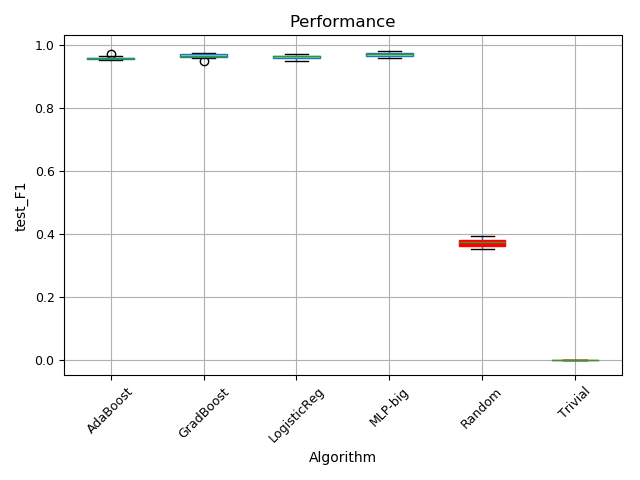 Performance
test_F1
1.0
0.8
0.6
0.4
0.2
0.0
AdaBoost
GradBoost
LogisticReg
MLP-big
Random
Trivial
Algorithm